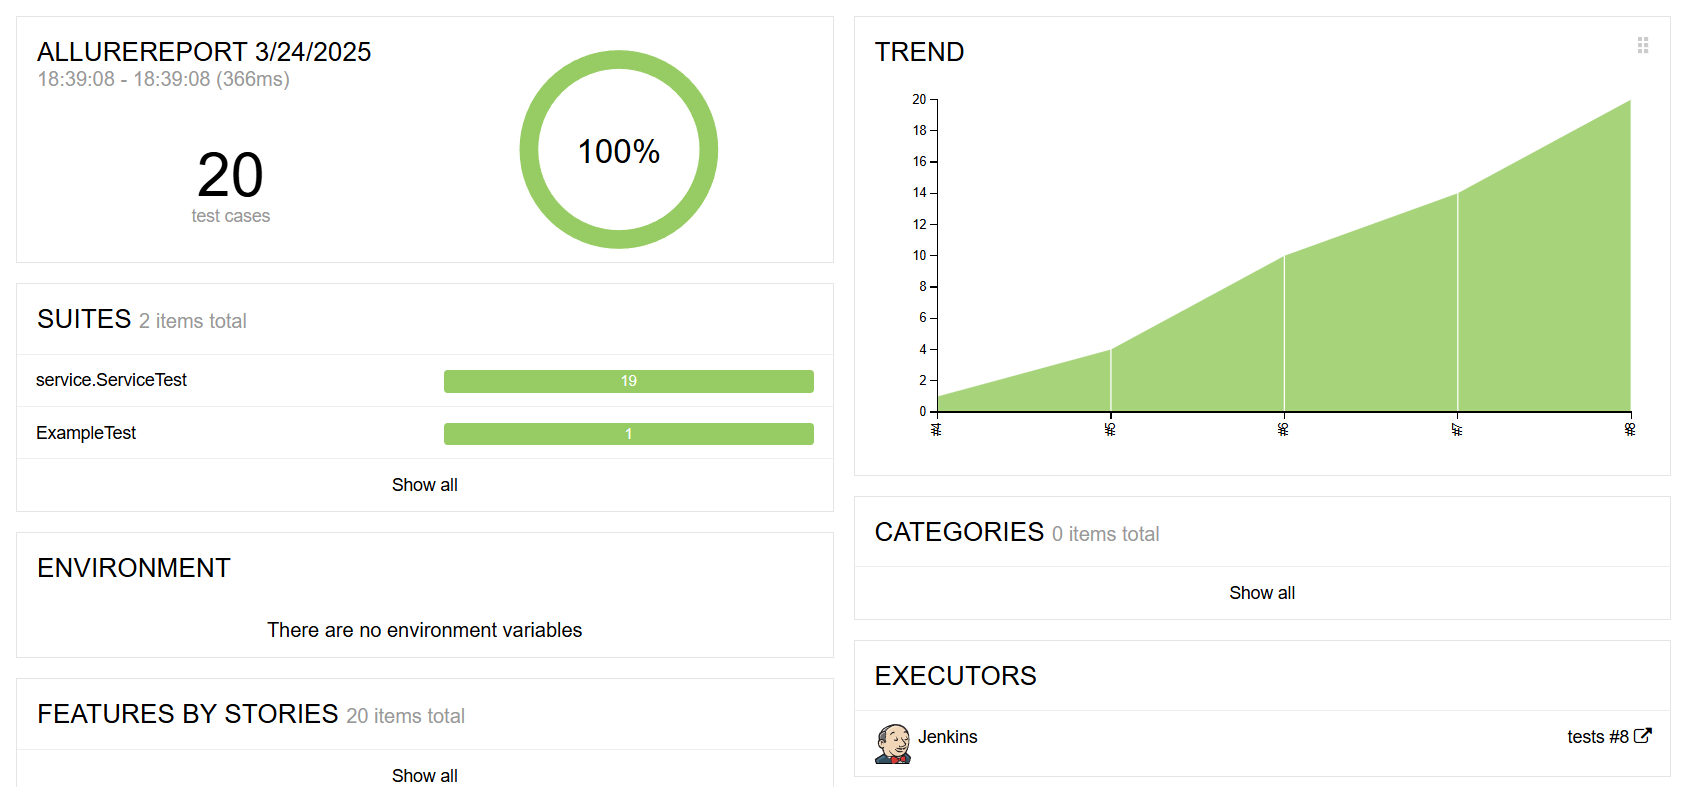 ALLUREREPORT 3/24/2025
18:39:08 - 18:39:08 (366ms)
20
test cases
100%
SUITES 2 items total
service.ServiceTest 19
ExampleTest 1
Show all
ENVIRONMENT
There are no environment variables
FEATURES BY STORIES 20 items total
Show all
TREND
20
18
16
14
12
10
8
6
4
2
0
#4 #5 #6 #7 #8
CATEGORIES 0 items total
Show all
EXECUTORS
Jenkins tests #8